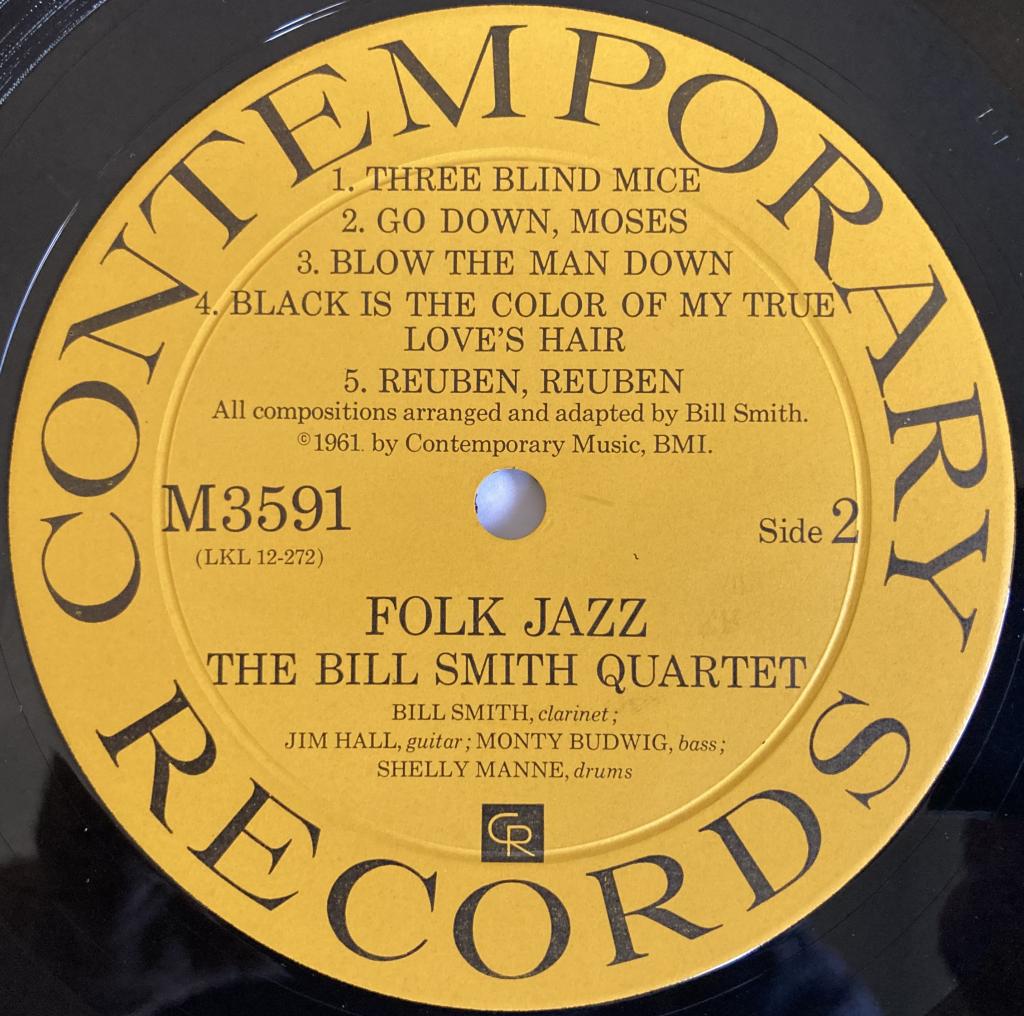 CONTEMPORARY
1. THREE BLIND MICE
2. GO DOWN, MOSES
3. BLOW THE MAN DOWN
4. BLACK IS THE COLOR OF MY TRUE
LOVE'S HAIR
5. REUBEN, REUBEN
All compositions arranged and adapted by Bill Smith.
©1961. by Contemporary Music, BMI.
M3591
(LKL 12-272)
Side 2
FOLK JAZZ
THE BILL SMITH QUARTET
BILL SMITH, clarinet;
JIM HALL, guitar; MONTY BUDWIG, bass;
SHELLY MANNE, drums
CR
RECORDS